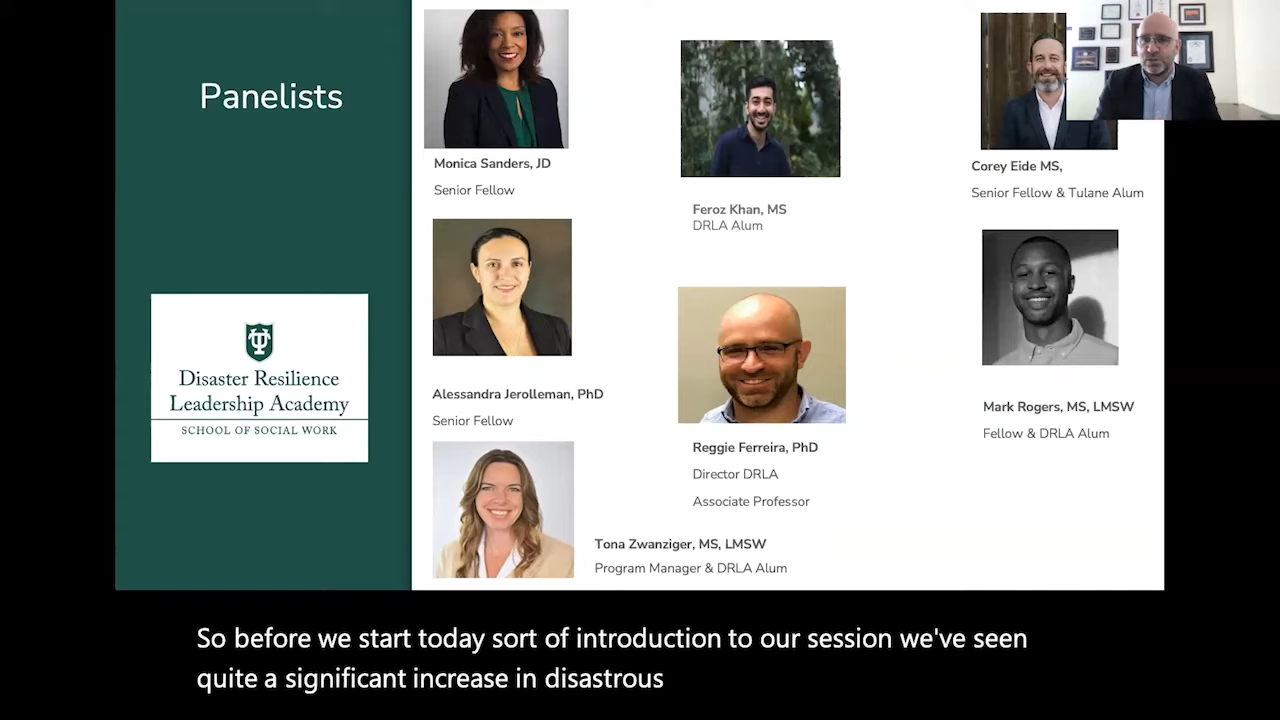 Panelists
Disaster Resilience
Leadership Academy
SCHOOL OF SOCIAL WORK
Monica Sanders, JD
Senior Fellow
Feroz Khan, MS
DRLA Alum
Corey Eide MS,
Senior Fellow & Tulane Alum
Alessandra Jerolleman, PhD
Senior Fellow
Reggie Ferreira, PhD
Director DRLA
Associate Professor
Mark Rogers, MS, LMSW
Fellow & DRLA Alum
Tona Zwanziger, MS, LMSW
Program Manager & DRLA Alum
So before we start today sort of introduction to our session we've seen
quite a significant increase in disastrous